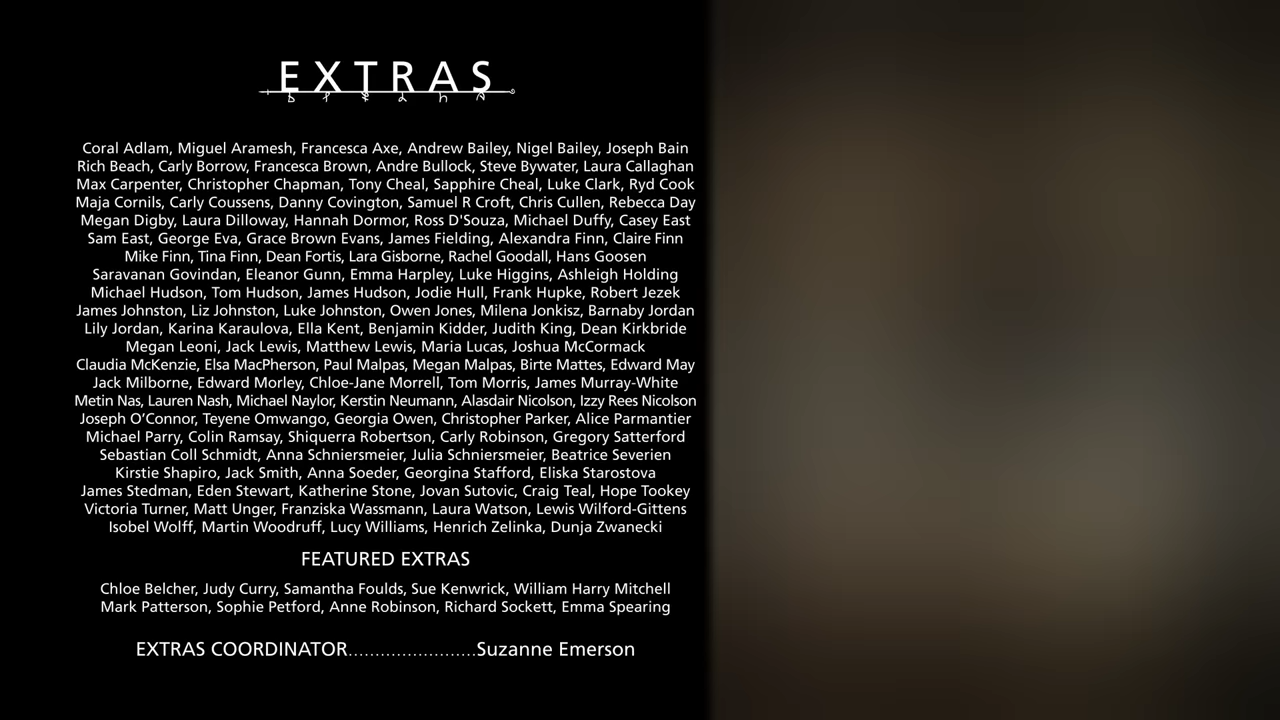 EXTRAS
Coral Adlam, Miguel Aramesh, Francesca Axe, Andrew Bailey, Nigel Bailey, Joseph Bain
Rich Beach, Carly Borrow, Francesca Brown, Andre Bullock, Steve Bywater, Laura Callaghan
Max Carpenter, Christopher Chapman, Tony Cheal, Sapphire Cheal, Luke Clark, Ryd Cook
Maja Cornils, Carly Coussens, Danny Covington, Samuel R Croft, Chris Cullen, Rebecca Day
Megan Digby, Laura Dilloway, Hannah Dormor, Ross D'Souza, Michael Duffy, Casey East
Sam East, George Eva, Grace Brown Evans, James Fielding, Alexandra Finn, Claire Finn
Mike Finn, Tina Finn, Dean Fortis, Lara Gisborne, Rachel Goodall, Hans Goosen
Saravanan Govindan, Eleanor Gunn, Emma Harpley, Luke Higgins, Ashleigh Holding
Michael Hudson, Tom Hudson, James Hudson, Jodie Hull, Frank Hupke, Robert Jezek
James Johnston, Liz Johnston, Luke Johnston, Owen Jones, Milena Jonkisz, Barnaby Jordan
Lily Jordan, Karina Karaulova, Ella Kent, Benjamin Kidder, Judith King, Dean Kirkbride
Megan Leoni, Jack Lewis, Matthew Lewis, Maria Lucas, Joshua McCormack
Claudia McKenzie, Elsa MacPherson, Paul Malpas, Megan Malpas, Birte Mattes, Edward May
Jack Milborne, Edward Morley, Chloe-Jane Morrell, Tom Morris, James Murray-White
Metin Nas, Lauren Nash, Michael Naylor, Kerstin Neumann, Alasdair Nicolson, Izzy Rees Nicolson
Joseph O’Connor, Teyene Omwango, Georgia Owen, Christopher Parker, Alice Parmantier
Michael Parry, Colin Ramsay, Shiquerra Robertson, Carly Robinson, Gregory Satterford
Sebastian Coll Schmidt, Anna Schniersmeier, Julia Schniersmeier, Beatrice Severien
Kirstie Shapiro, Jack Smith, Anna Soeder, Georgina Stafford, Eliska Starostova
James Stedman, Eden Stewart, Katherine Stone, Jovan Sutovic, Craig Teal, Hope Tookey
Victoria Turner, Matt Unger, Franziska Wassmann, Laura Watson, Lewis Wilford-Gittens
Isobel Wolff, Martin Woodruff, Lucy Williams, Henrich Zelinka, Dunja Zwanecki
FEATURED EXTRAS
Chloe Belcher, Judy Curry, Samantha Foulds, Sue Kenwrick, William Harry Mitchell
Mark Patterson, Sophie Petford, Anne Robinson, Richard Sockett, Emma Spearing
EXTRAS COORDINATOR........................Suzanne Emerson